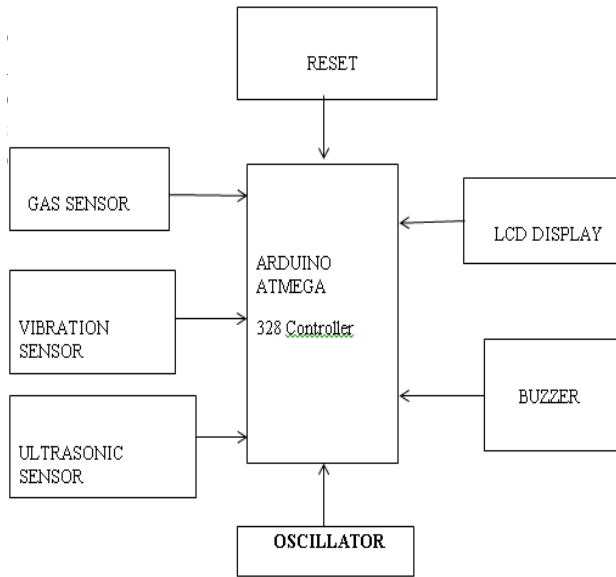 RESET
GAS SENSOR
LCD DISPLAY
ARDUINO
ATMEGA
328 Controller
VIBRATION
SENSOR
BUZZER
ULTRASONIC
SENSOR
OSCILLATOR